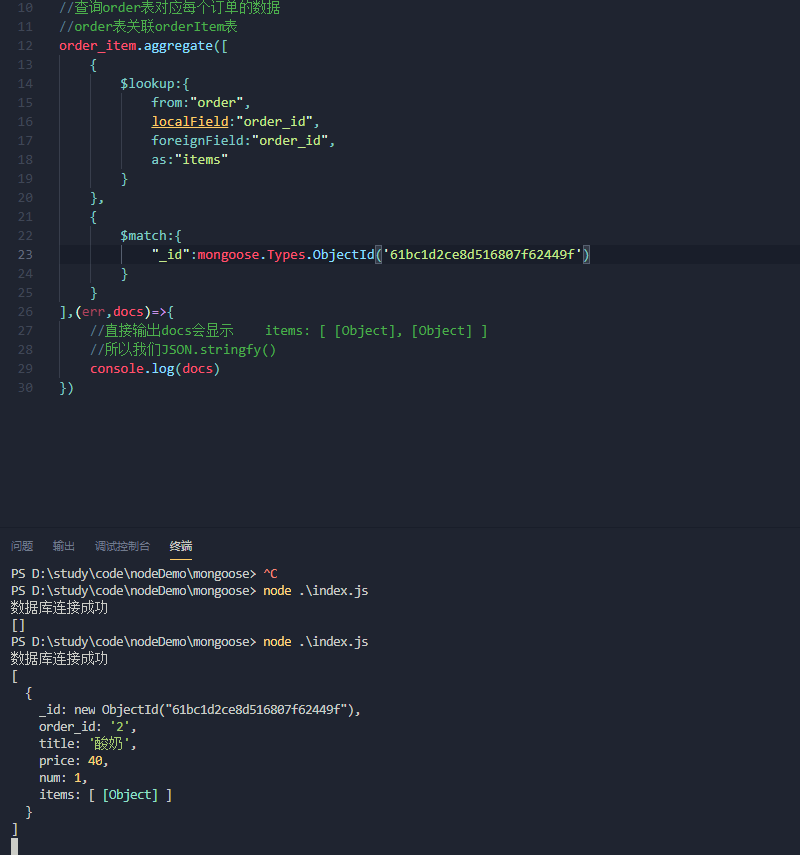 10 //查询order表对应每个订单的数据
11 //order表关联orderItem表
12 order_item.aggregate([
13 {
14 $lookup:{
15 from:"order",
16 localField:"order_id",
17 foreignField:"order_id",
18 as:"items"
19 }
20 },
21 {
22 $match:{
23 "_id":mongoose.Types.ObjectId('61bc1d2ce8d516807f62449f')
24 }
25 }
26 ],(err,docs)=>{
27 //直接输出docs会显示    items: [ [Object], [Object] ]
28 //所以我们JSON.stringfy()
29 console.log(docs)
30 })
问题 输出 调试控制台 终端
PS D:\study\code\nodeDemo\mongoose> ^C
PS D:\study\code\nodeDemo\mongoose> node .\index.js
数据库连接成功
[]
PS D:\study\code\nodeDemo\mongoose> node .\index.js
数据库连接成功
[
{
_id: new ObjectId("61bc1d2ce8d516807f62449f"),
order_id: '2',
title: '酸奶',
price: 40,
num: 1,
items: [ [Object] ]
}
]